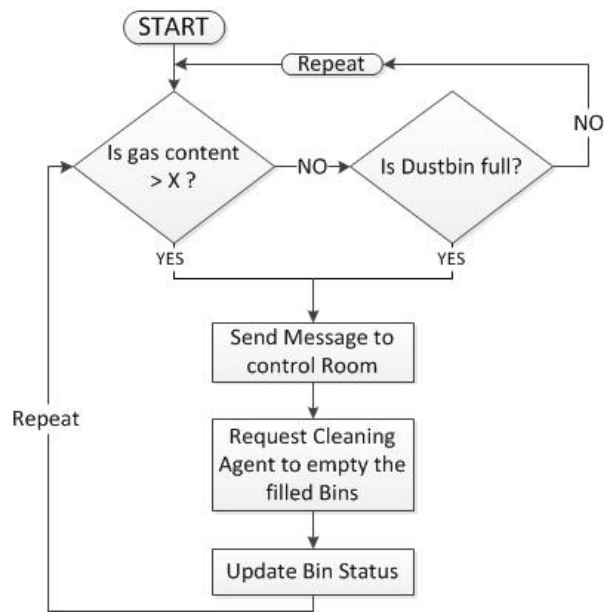 START
Repeat
Is gas content
> X ?
NO
Is Dustbin full?
NO
YES
YES
Send Message to
control Room
Repeat
Request Cleaning
Agent to empty the
filled Bins
Update Bin Status